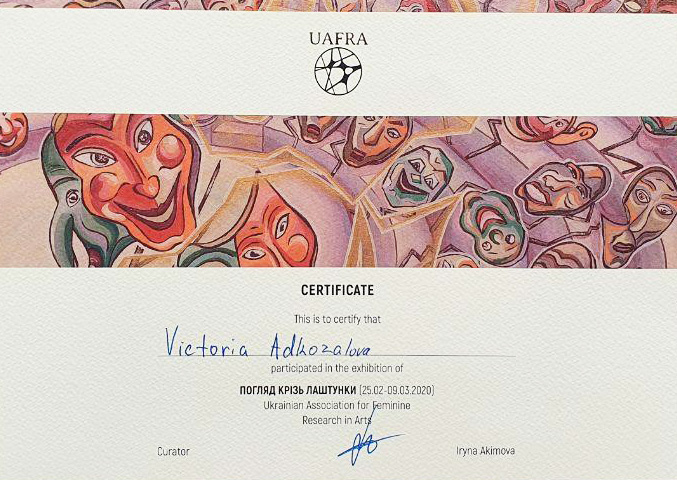 UAFRA
CERTIFICATE
This is to certify that
Victoria Adkozalova
participated in the exhibition of
ПОГЛЯД КРІЗЬ ЛАШТУНКИ (25.02-09.03.2020)
Ukrainian Association for Feminine
Research in Arts
Curator Iryna Akimova